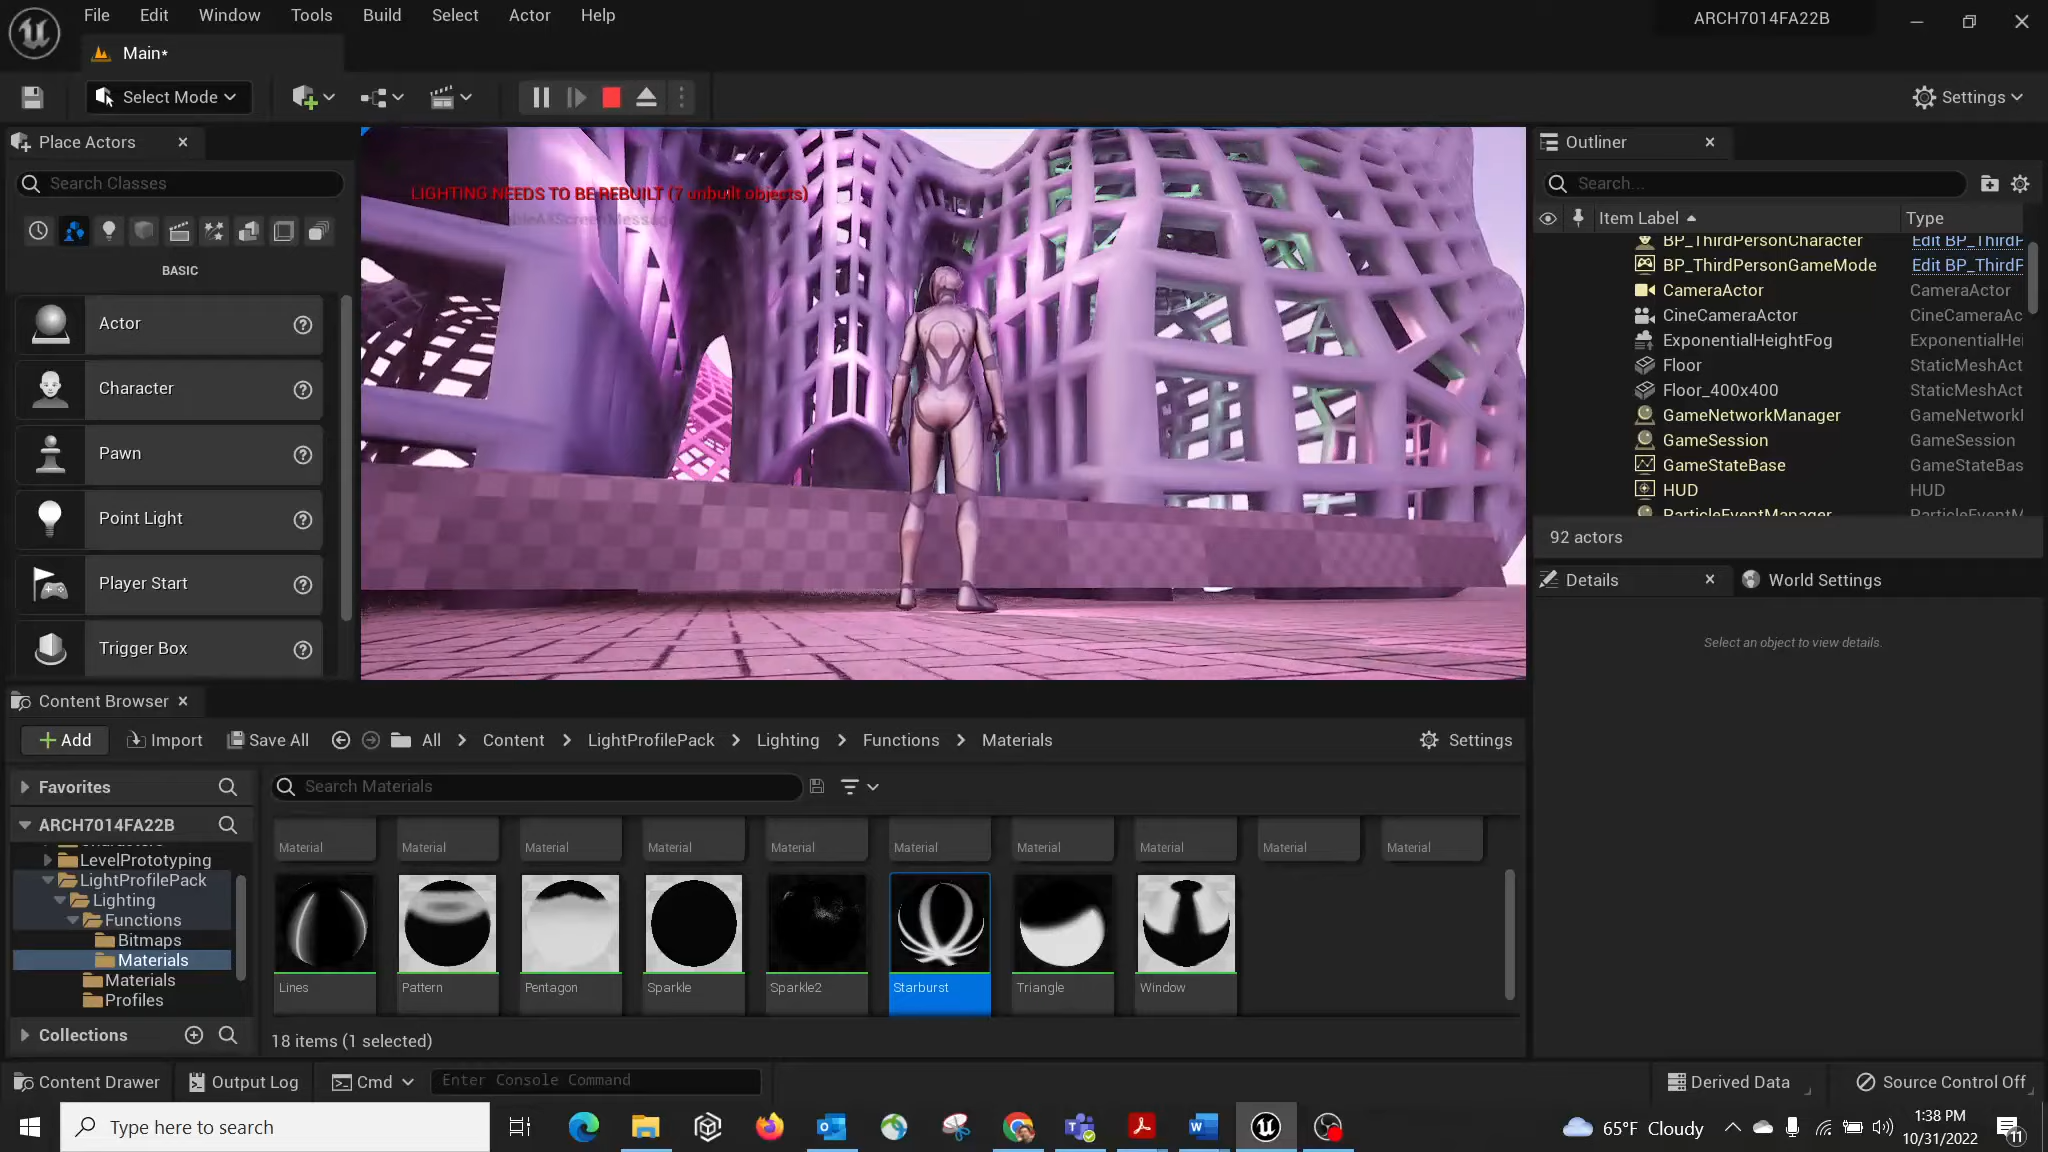 File Edit Window Tools Build Select Actor Help ARCH7014FA22B
Main*
Select Mode Settings
Place Actors
Search Classes
BASIC
Actor
Character
Pawn
Point Light
Player Start
Trigger Box
LIGHTING NEEDS TO BE REBUILT (7 unbuilt objects)
Outliner
Search...
Item Label Type
BP_ThirdPersonCharacter Edit BP_ThirdP
BP_ThirdPersonGameMode Edit BP_ThirdP
CameraActor CameraActor
CineCameraActor CineCameraAc
ExponentialHeightFog ExponentialHei
Floor StaticMeshAct
Floor_400x400 StaticMeshAct
GameNetworkManager GameNetworkI
GameSession GameSession
GameStateBase GameStateBas
HUD HUD
ParticleEventManager ParticleEventM
92 actors
Details World Settings
Select an object to view details.
Content Browser
Add Import Save All All Content LightProfilePack Lighting Functions Materials Settings
Favorites
Search Materials
ARCH7014FA22B
LevelPrototyping
LightProfilePack
Lighting
Functions
Bitmaps
Materials
Materials
Profiles
Collections
Material Material Material Material Material Material Material Material Material Material
Lines Pattern Pentagon Sparkle Sparkle2 Starburst Triangle Window
18 items (1 selected)
Content Drawer Output Log Cmd Enter Console Command Derived Data Source Control Off
Type here to search
65°F Cloudy
1:38 PM
10/31/2022
11